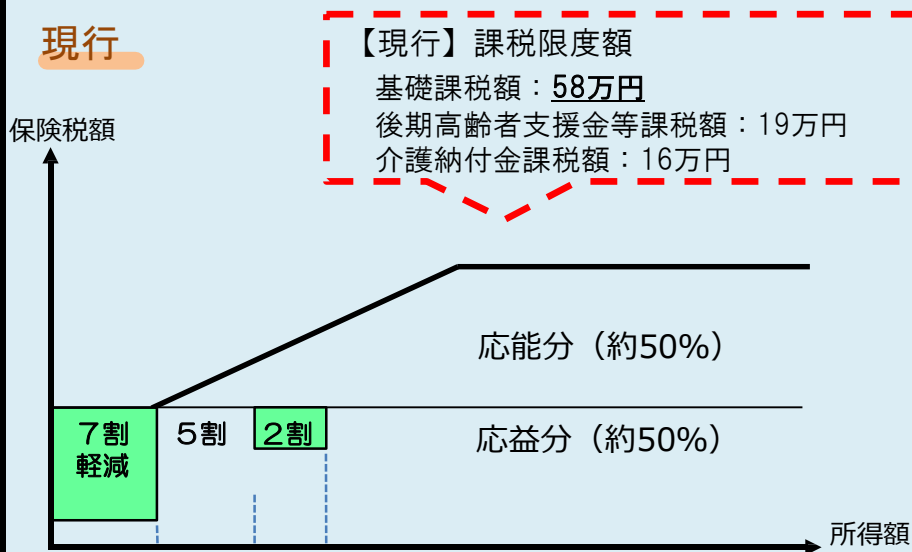 現行
【現行】課税限度額
基礎課税額：58万円
後期高齢者支援金等課税額：19万円
介護納付金課税額：16万円
保険税額
応能分（約50%）
７割
軽減
５割
２割
応益分（約50%）
所得額